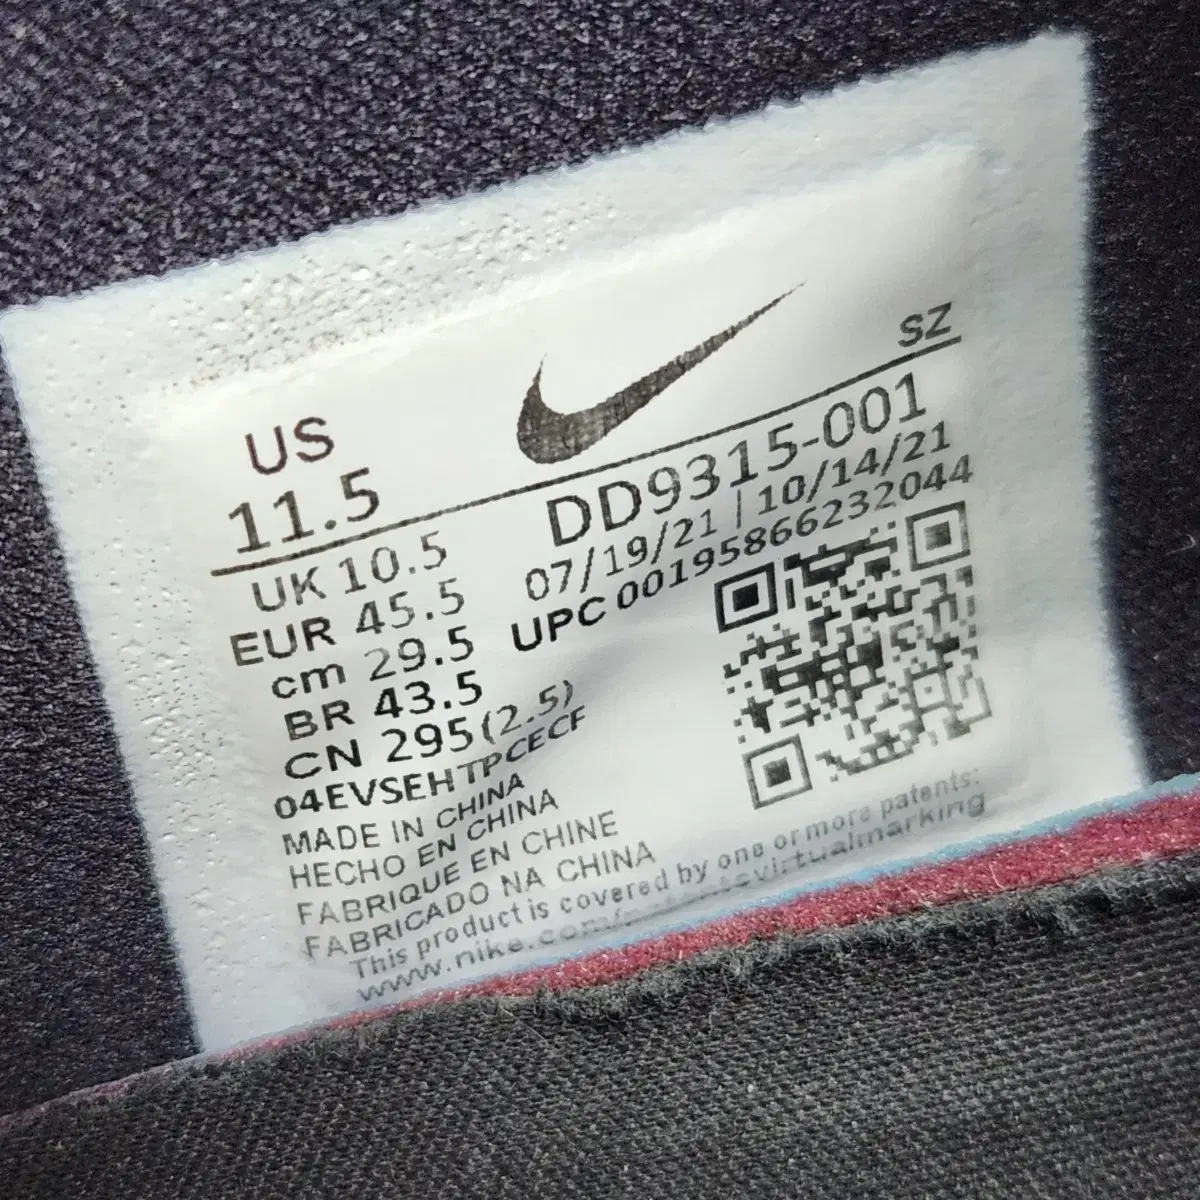 SZ
US
11.5
DD9315-001
UK 10.5
07/19/21 | 10/14/21
EUR 45.5
UPC 00195866232044
cm 29.5
BR 43.5
CN 295(2.5)
04EVSEHTPCECF
MADE IN CHINA
HECHO EN CHINA
FABRIQUE EN CHINE
FABRICADO NA CHINA
This product is covered by one or more patents:
www.nike.com/patentsvirtualmarking